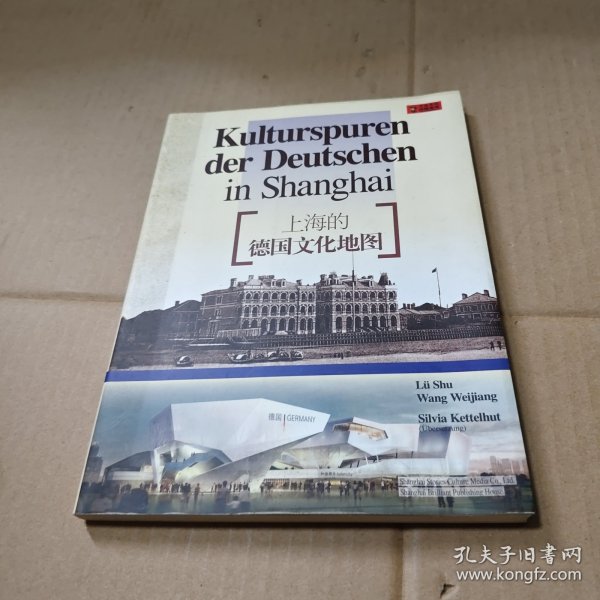 Kulturspuren
der Deutschen
in Shanghai
上海的
德国文化地图
Lü Shu
Wang Weijiang
Silvia Kettelhut
(Übersetzung)
德国 GERMANY
Shanghai Stories Culture Media Co., Ltd.
Shanghai Brilliant Publishing House
孔夫子旧书网
www.kongfz.com